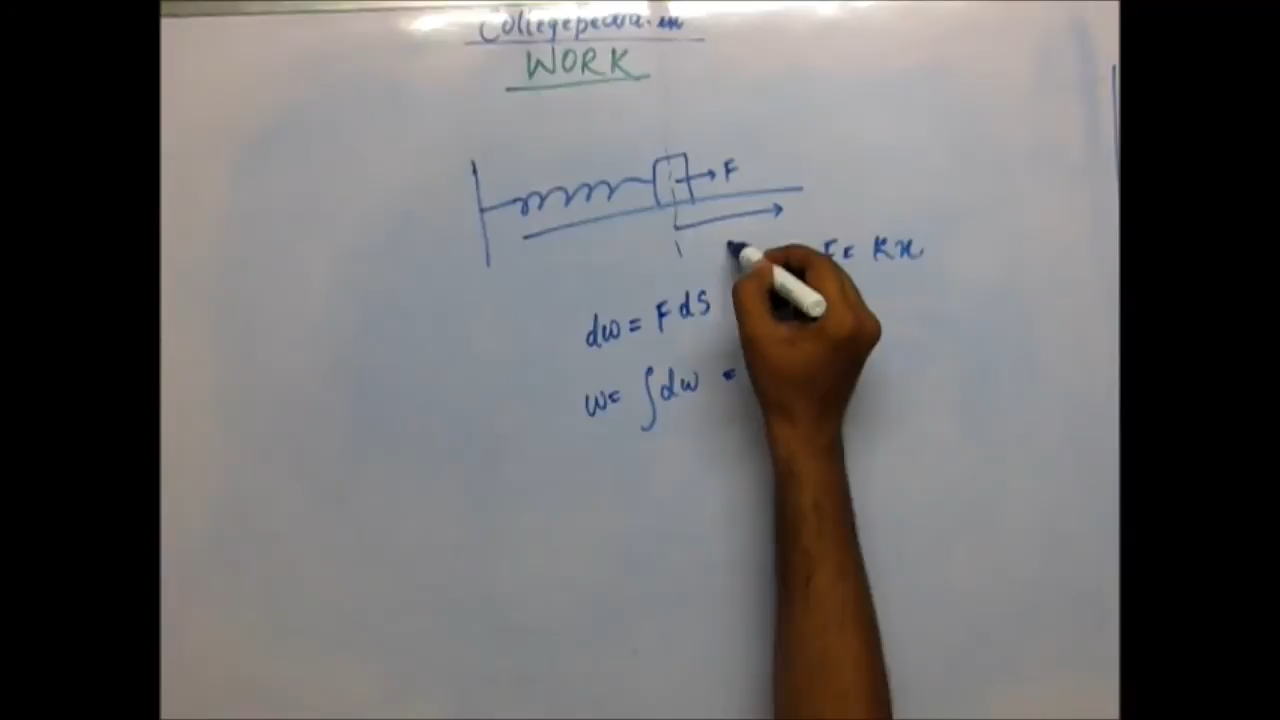 WORK
F
F = Kx
dw = F dS
w = ∫dw =